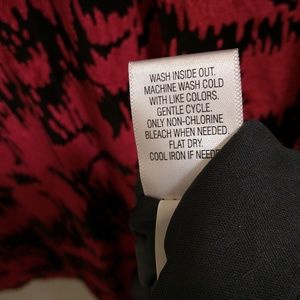 WASH INSIDE OUT.
MACHINE WASH COLD
WITH LIKE COLORS.
GENTLE CYCLE.
ONLY NON-CHLORINE
BLEACH WHEN NEEDED.
FLAT DRY.
COOL IRON IF NEEDE